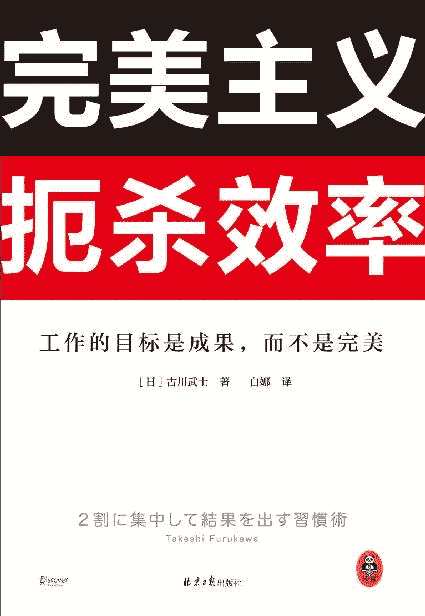 完美主义
扼杀效率
工作的目标是成果，而不是完美
［日］古川武士 著 白娜 译
2割に集中して結果を出す習慣術
Takeshi Furukawa
Discover
北京日报出版社